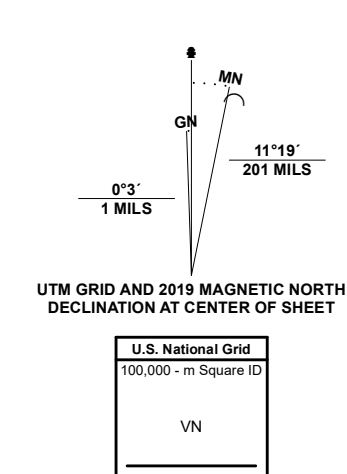 MN
GN
11°19´
201 MILS
0°3´
1 MILS
UTM GRID AND 2019 MAGNETIC NORTH
DECLINATION AT CENTER OF SHEET
U.S. National Grid
100,000 - m Square ID
VN